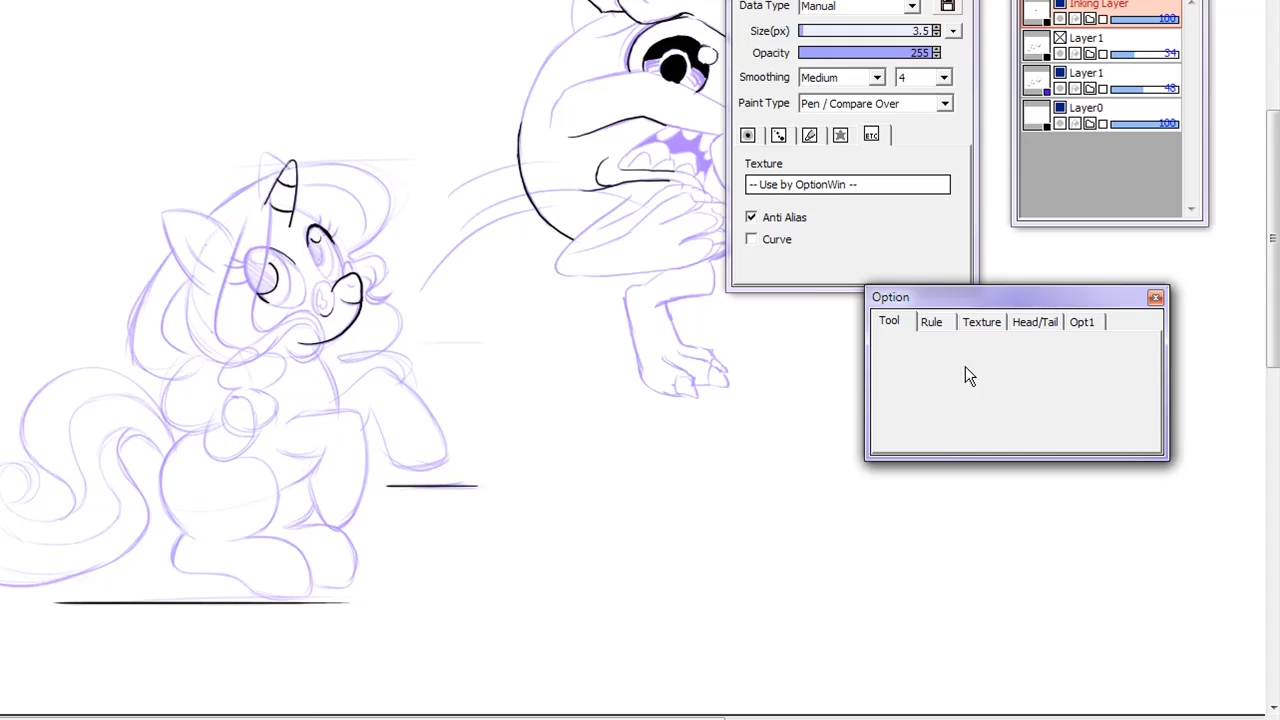 Data Type Manual
Size(px) 3.5
Opacity 255
Smoothing Medium 4
Paint Type Pen / Compare Over
ETC
Texture
-- Use by OptionWin --
Anti Alias
Curve
Inking Layer
100
Layer1
34
Layer1
48
Layer0
100
Option
Tool Rule Texture Head/Tail Opt1